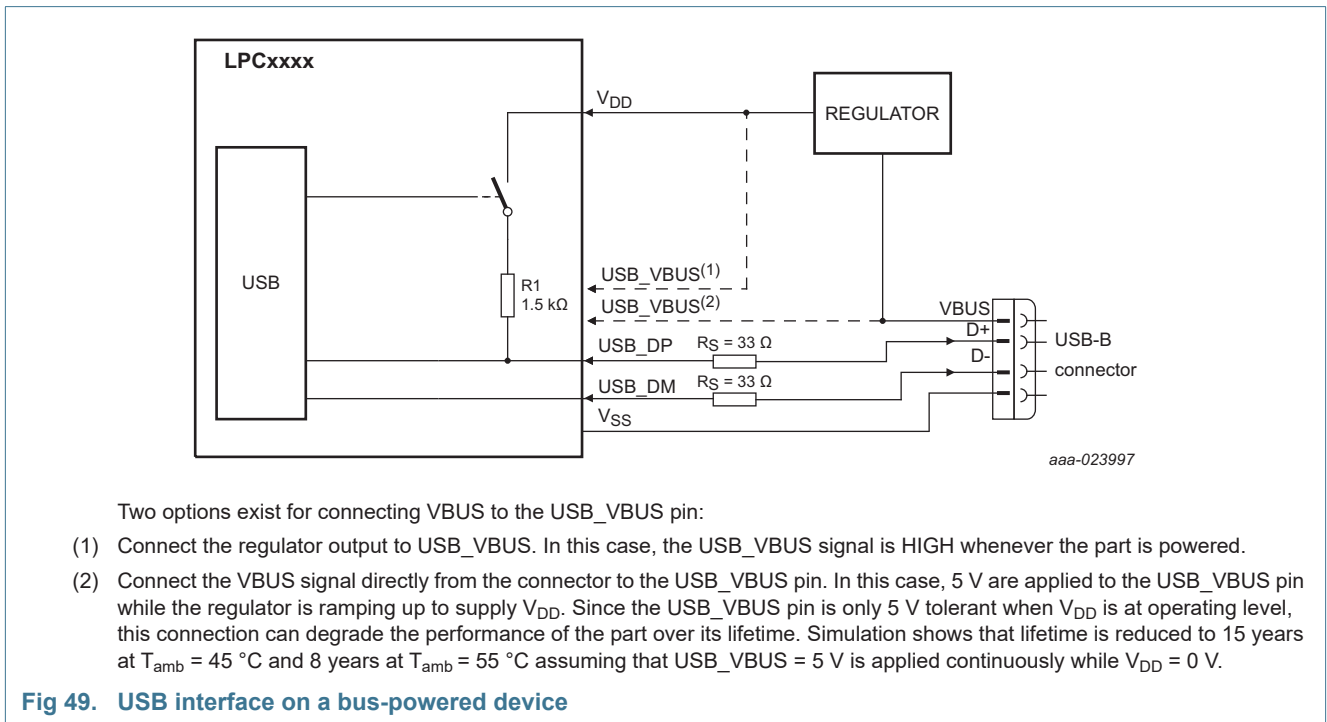 LPCxxxx
VDD
REGULATOR
USB
R1
1.5 kΩ
USB_VBUS(1)
USB_VBUS(2)
VBUS
D+
USB-B
USB_DP
RS = 33 Ω
D-
connector
USB_DM
RS = 33 Ω
VSS
aaa-023997
Two options exist for connecting VBUS to the USB_VBUS pin:
(1) Connect the regulator output to USB_VBUS. In this case, the USB_VBUS signal is HIGH whenever the part is powered.
(2) Connect the VBUS signal directly from the connector to the USB_VBUS pin. In this case, 5 V are applied to the USB_VBUS pin
while the regulator is ramping up to supply VDD. Since the USB_VBUS pin is only 5 V tolerant when VDD is at operating level,
this connection can degrade the performance of the part over its lifetime. Simulation shows that lifetime is reduced to 15 years
at Tamb = 45 °C and 8 years at Tamb = 55 °C assuming that USB_VBUS = 5 V is applied continuously while VDD = 0 V.
Fig 49. USB interface on a bus-powered device